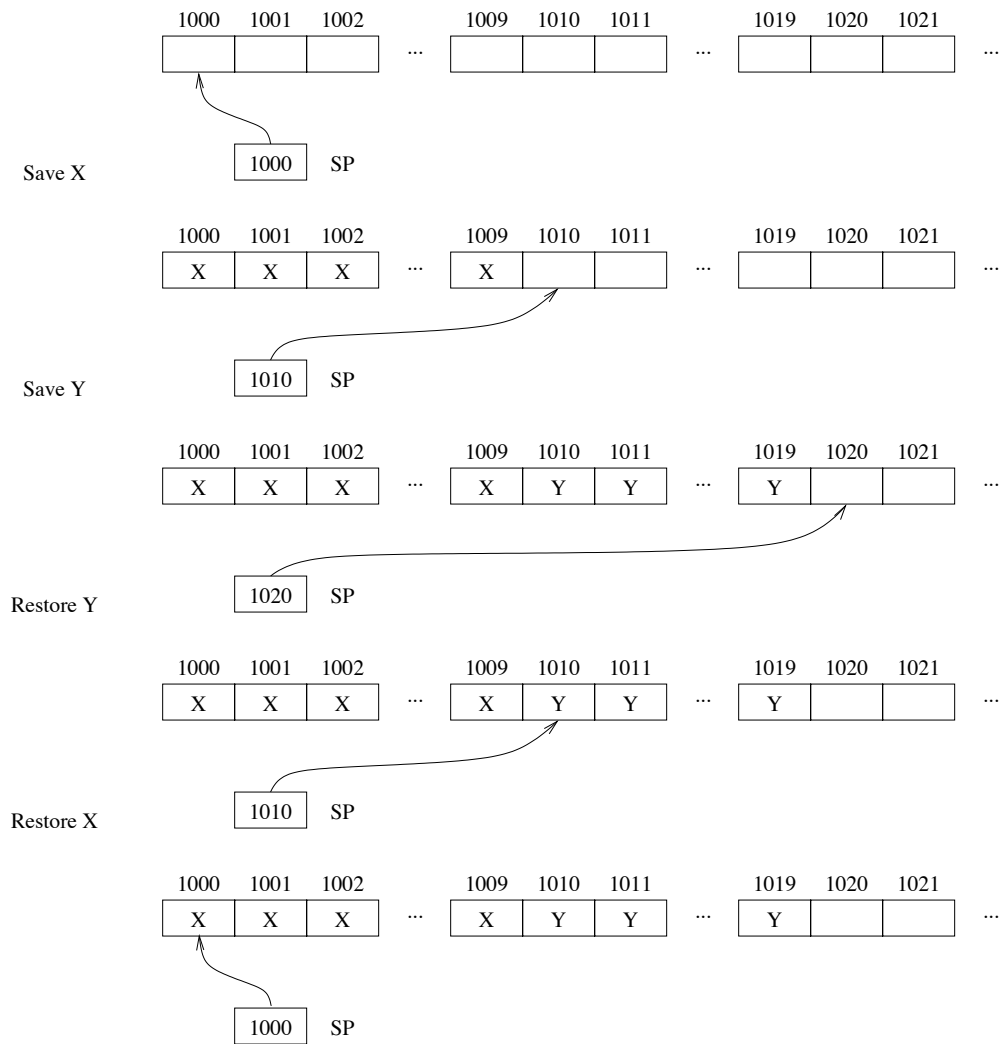 1000 1001 1002 1009 1010 1011 1019 1020 1021
... ... ...
1000 SP
Save X
1000 1001 1002 1009 1010 1011 1019 1020 1021
X X X ... X ... ...
1010 SP
Save Y
1000 1001 1002 1009 1010 1011 1019 1020 1021
X X X ... X Y Y ... Y ...
1020 SP
Restore Y
1000 1001 1002 1009 1010 1011 1019 1020 1021
X X X ... X Y Y ... Y ...
1010 SP
Restore X
1000 1001 1002 1009 1010 1011 1019 1020 1021
X X X ... X Y Y ... Y ...
1000 SP